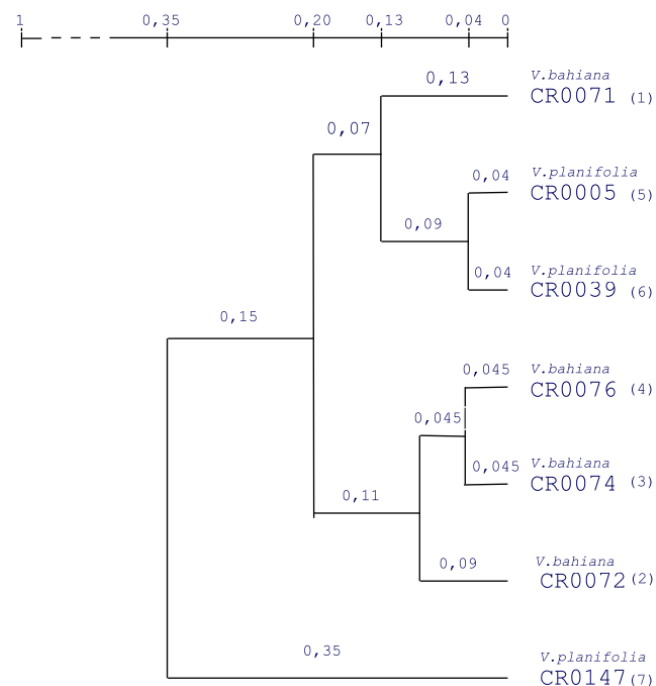 1 0,35 0,20 0,13 0,04 0
0,13
V.bahiana
CR0071 (1)
0,07
0,04
V.planifolia
CR0005 (5)
0,09
0,04
V.planifolia
CR0039 (6)
0,15
0,045
V.bahiana
CR0076 (4)
0,045
0,045
V.bahiana
CR0074 (3)
0,11
0,09
V.bahiana
CR0072 (2)
0,35
V.planifolia
CR0147 (7)